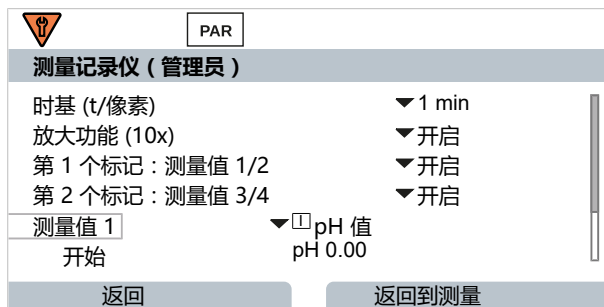 PAR
测量记录仪（管理员）
时基 (t/像素) 1 min
放大功能 (10x) 开启
第 1 个标记：测量值 1/2 开启
第 2 个标记：测量值 3/4 开启
测量值 1 I pH 值
开始 pH 0.00
返回 返回到测量